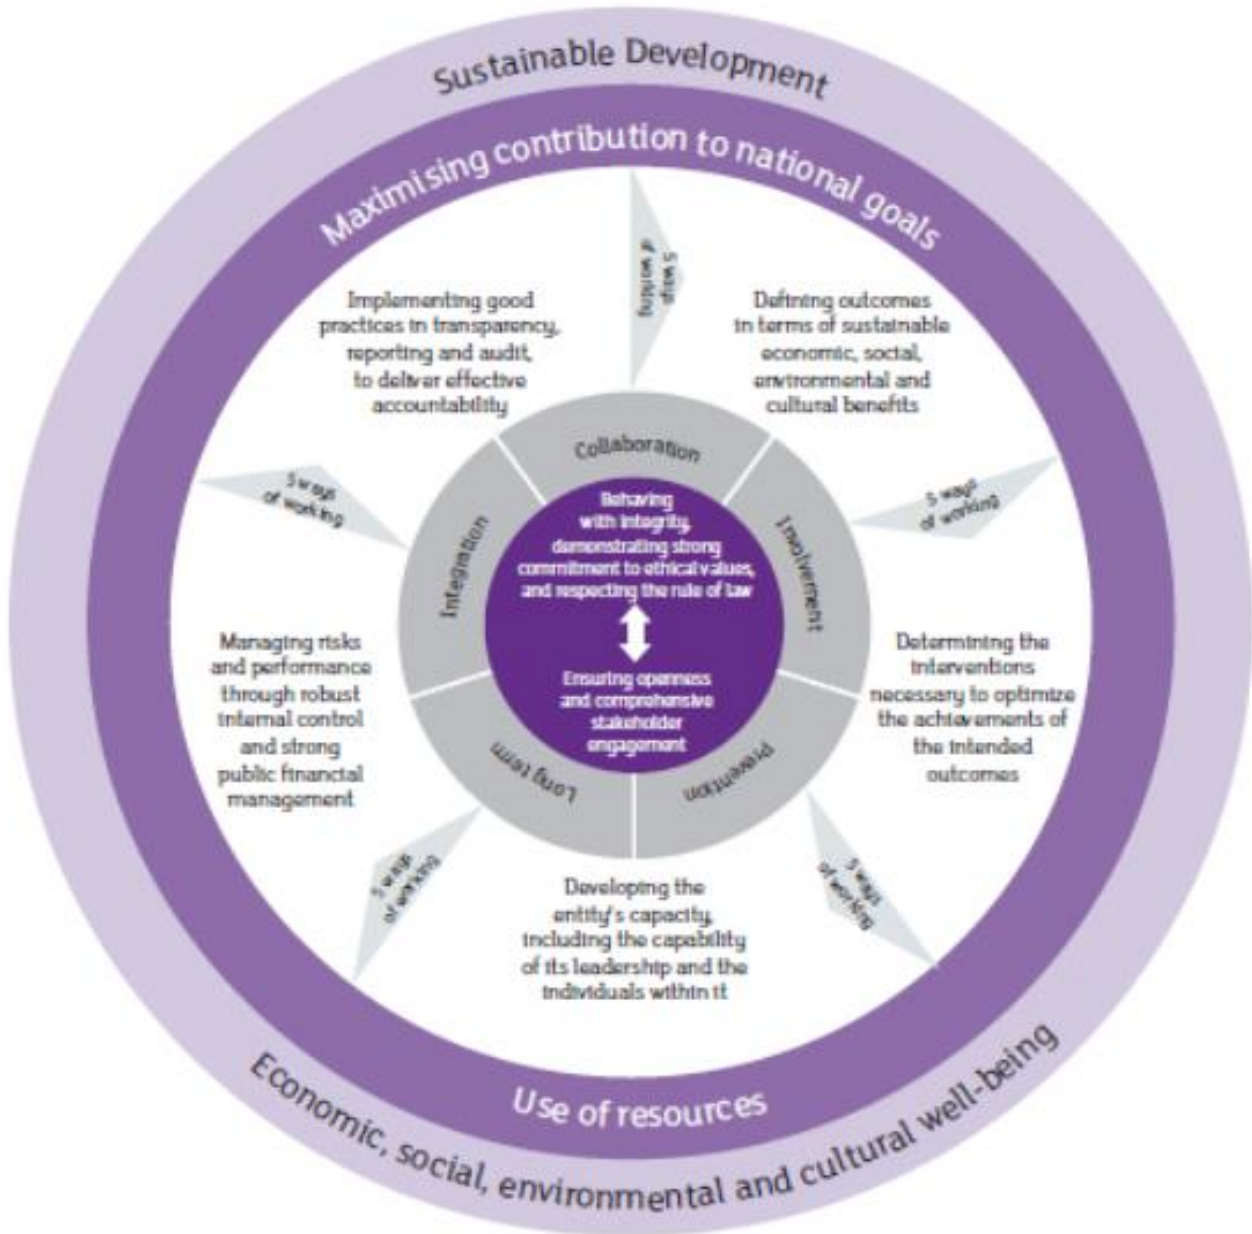 Sustainable Development
Maximising contribution to national goals
5 ways
of working
Implementing good
practices in transparency,
reporting and audit,
to deliver effective
accountability
Defining outcomes
in terms of sustainable
economic, social,
environmental and
cultural benefits
5 ways
of working
Collaboration
5 ways
of working
Integration
Behaving
with integrity,
demonstrating strong
commitment to ethical values,
and respecting the rule of law
Involvement
Managing risks
and performance
through robust
internal control
and strong
public financial
management
Ensuring openness
and comprehensive
stakeholder
engagement
Determining the
interventions
necessary to optimize
the achievements of
the intended
outcomes
Long term
Prevention
5 ways
of working
5 ways
of working
Developing the
entity's capacity,
including the capability
of its leadership and the
individuals within it
Use of resources
Economic, social, environmental and cultural well-being